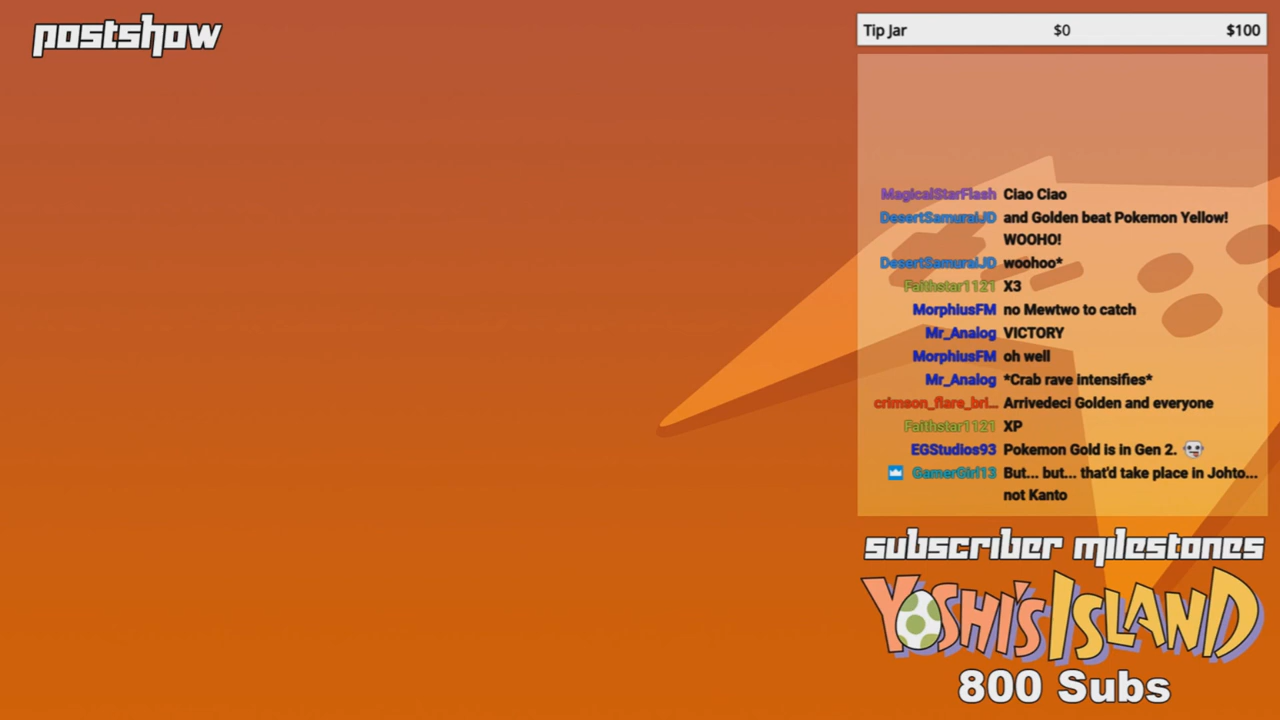 postshow
Tip Jar $0 $100
MagicalStarFlash Ciao Ciao
DesertSamuraiJD and Golden beat Pokemon Yellow!
WOOHO!
DesertSamuraiJD woohoo*
Faithstar1121 X3
MorphiusFM no Mewtwo to catch
Mr_Analog VICTORY
MorphiusFM oh well
Mr_Analog *Crab rave intensifies*
crimson_flare_bri... Arrivedeci Golden and everyone
Faithstar1121 XP
EGStudios93 Pokemon Gold is in Gen 2.
GamerGirl13 But... but... that'd take place in Johto...
not Kanto
subscriber milestones
YOSHI'S ISLAND
800 Subs